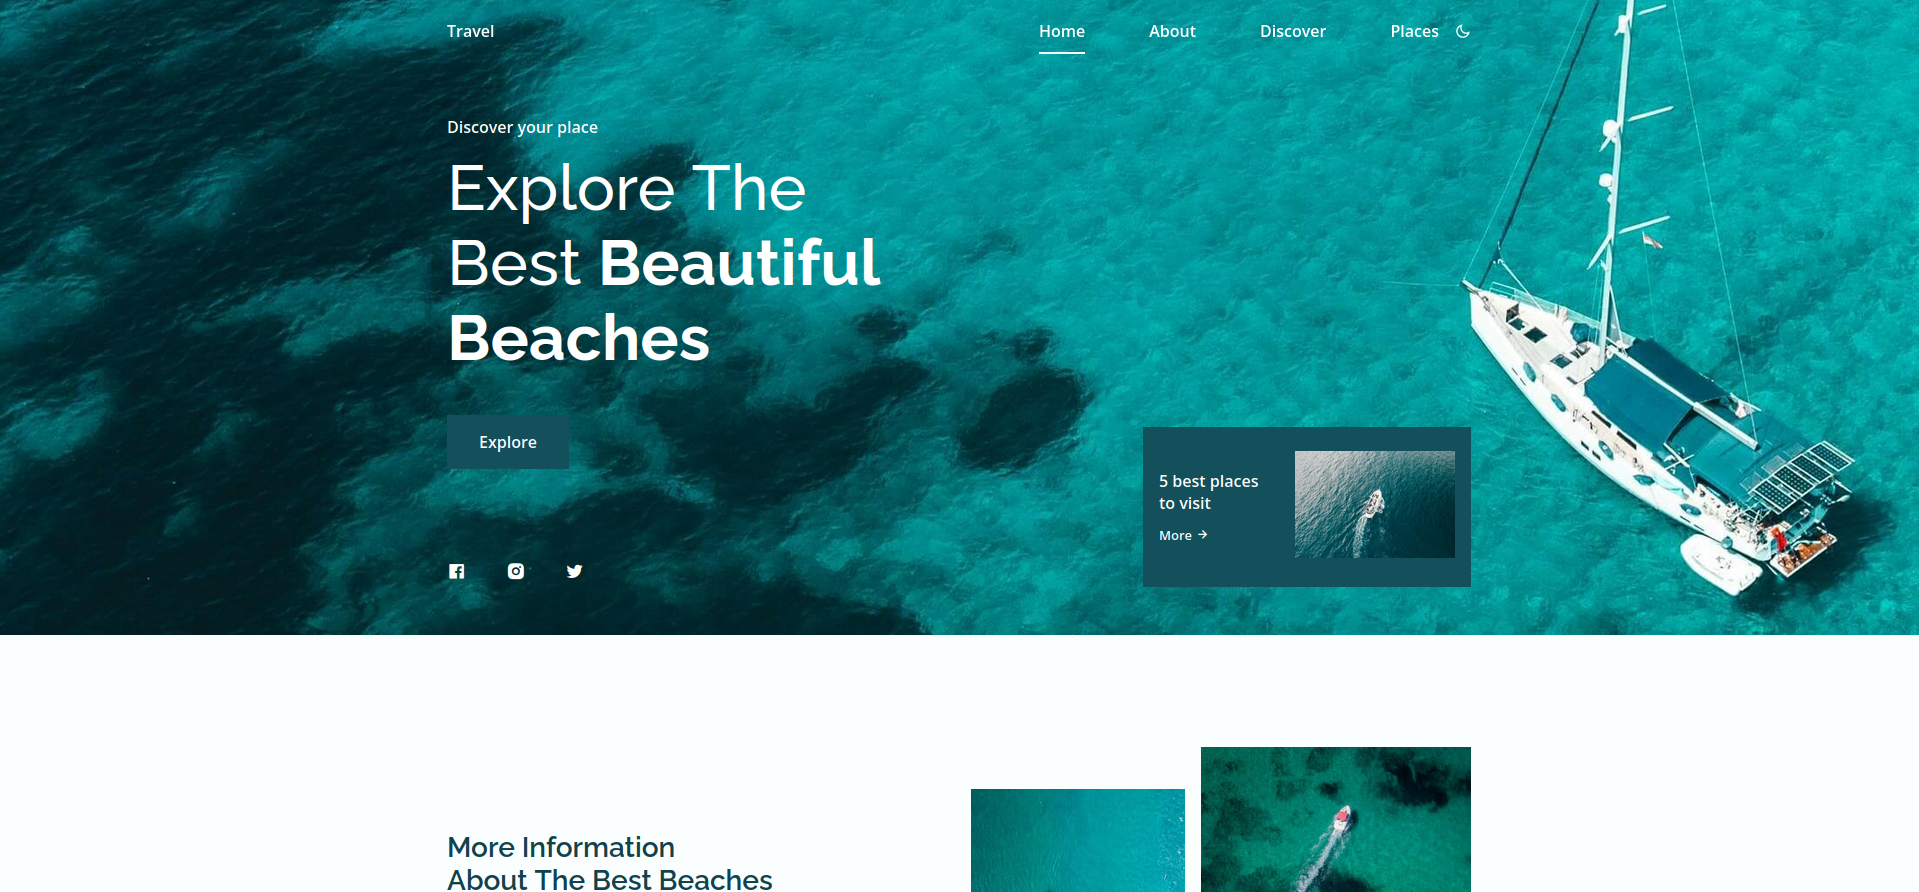 Travel
Home
About
Discover
Places
Discover your place
Explore The
Best Beautiful
Beaches
Explore
5 best places
to visit
More →
More Information
About The Best Beaches